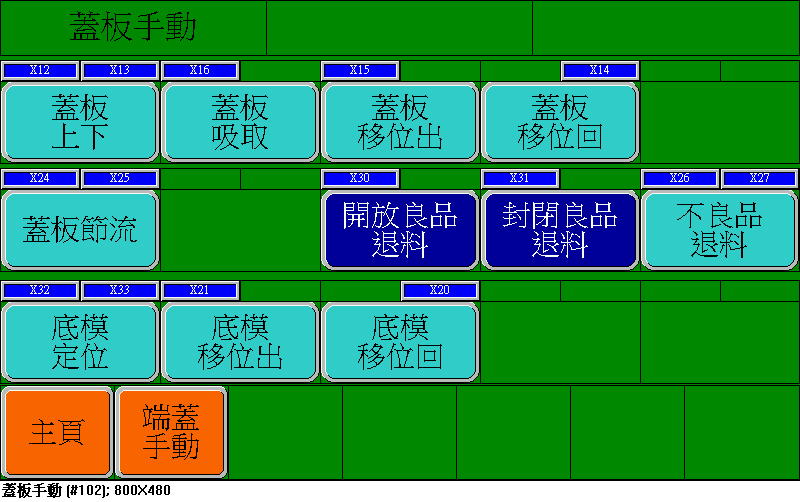 蓋板手動
X12 X13 X16 X15 X14
蓋板 蓋板 蓋板 蓋板
上下 吸取 移位出 移位回
X24 X25 X30 X31 X26 X27
蓋板節流 開放良品 封閉良品 不良品
退料 退料 退料
X32 X33 X21 X20
底模 底模 底模
定位 移位出 移位回
主頁 端蓋
手動
蓋板手動 (#102); 800X480